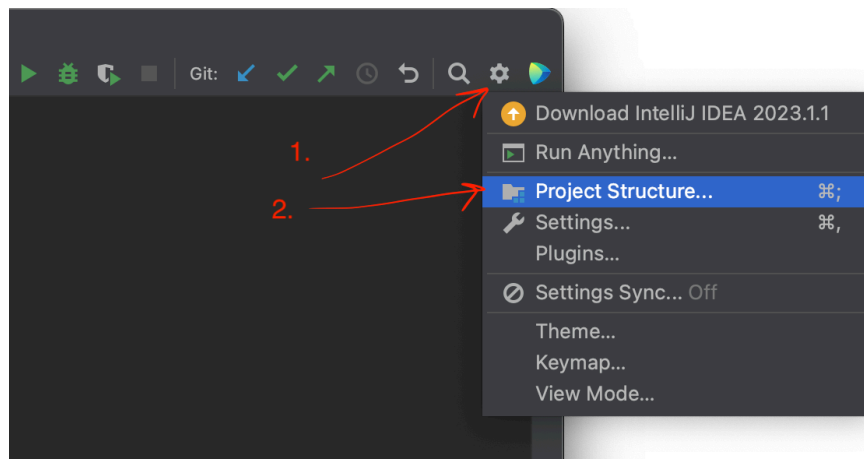 Git:
Download IntelliJ IDEA 2023.1.1
1.
Run Anything...
Project Structure... ⌘;
2.
Settings... ⌘,
Plugins...
Settings Sync... Off
Theme...
Keymap...
View Mode...